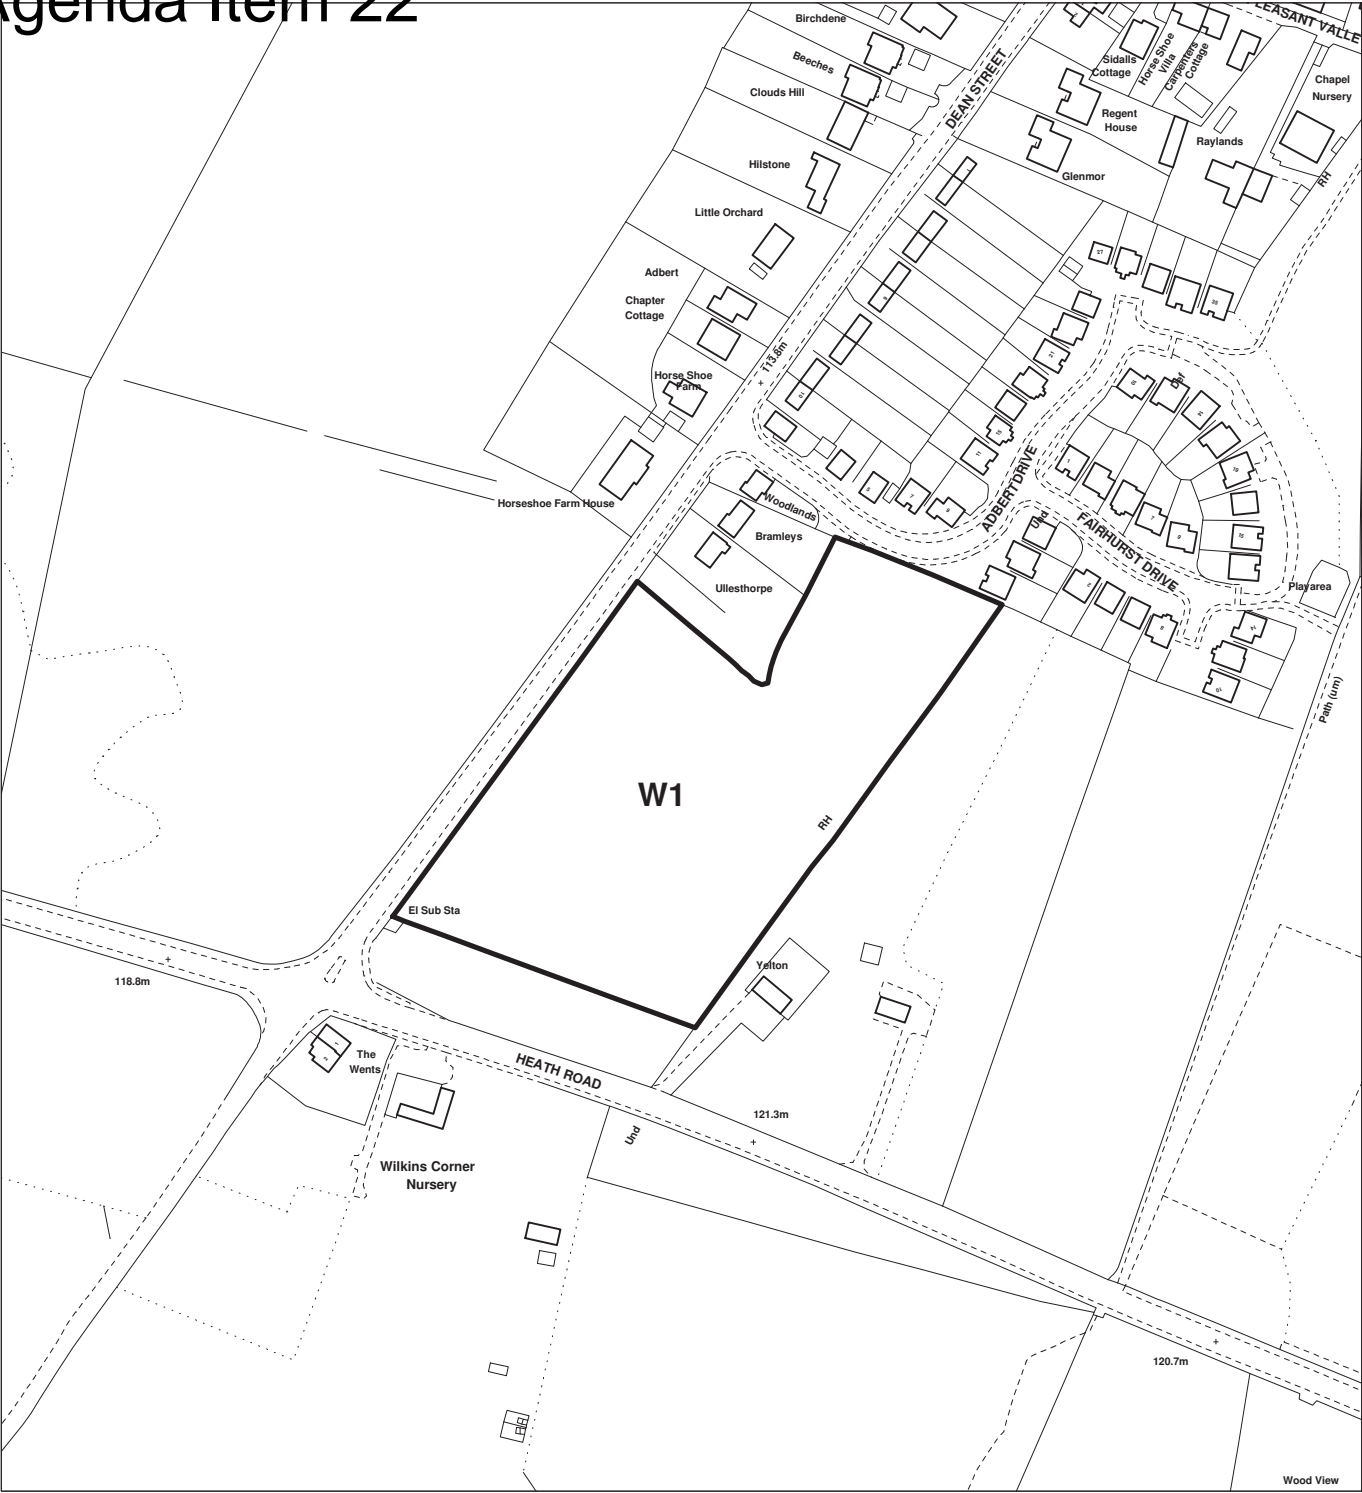 Agenda Item 22
Birchdene
Beeches
Clouds Hill
Hilstone
Little Orchard
Adbert
Chapter
Cottage
Horse Shoe
Farm
Horseshoe Farm House
DEAN STREET
113.8m
Sidalls
Cottage
Horse Shoe
Villa
Carpenters
Cottage
LEASANT VALLE
Chapel
Nursery
Regent
House
Raylands
Glenmor
RH
Def
Woodlands
Bramleys
Ullesthorpe
ADBERT DRIVE
Und
FAIRHURST DRIVE
Playarea
Path (um)
W1
RH
El Sub Sta
Yelton
118.8m
The
Wents
HEATH ROAD
121.3m
Und
Wilkins Corner
Nursery
120.7m
Wood View